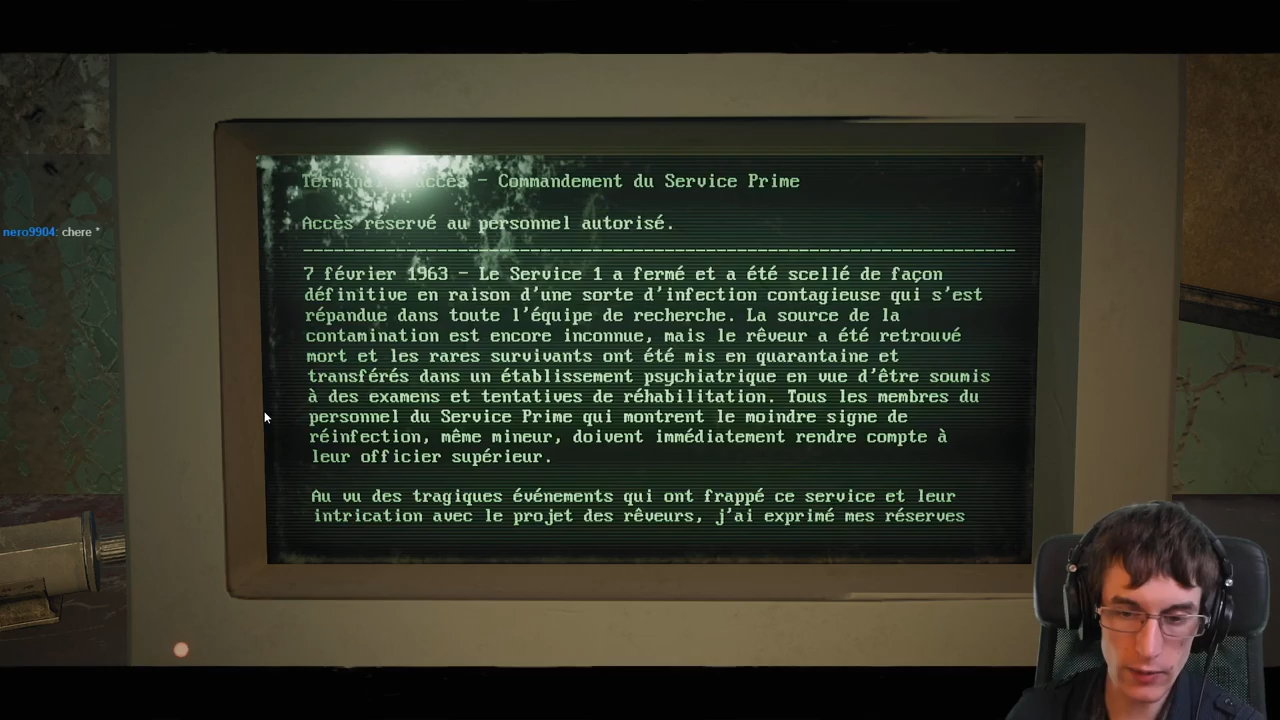 Termina accès - Commandement du Service Prime
Accès réservé au personnel autorisé.
7 février 1963 - Le Service 1 a fermé et a été scellé de façon
définitive en raison d'une sorte d'infection contagieuse qui s'est
répandue dans toute l'équipe de recherche. La source de la
contamination est encore inconnue, mais le rêveur a été retrouvé
mort et les rares survivants ont été mis en quarantaine et
transférés dans un établissement psychiatrique en vue d'être soumis
à des examens et tentatives de réhabilitation. Tous les membres du
personnel du Service Prime qui montrent le moindre signe de
réinfection, même mineur, doivent immédiatement rendre compte à
leur officier supérieur.
Au vu des tragiques événements qui ont frappé ce service et leur
intrication avec le projet des rêveurs, j'ai exprimé mes réserves
nero9904: chere *